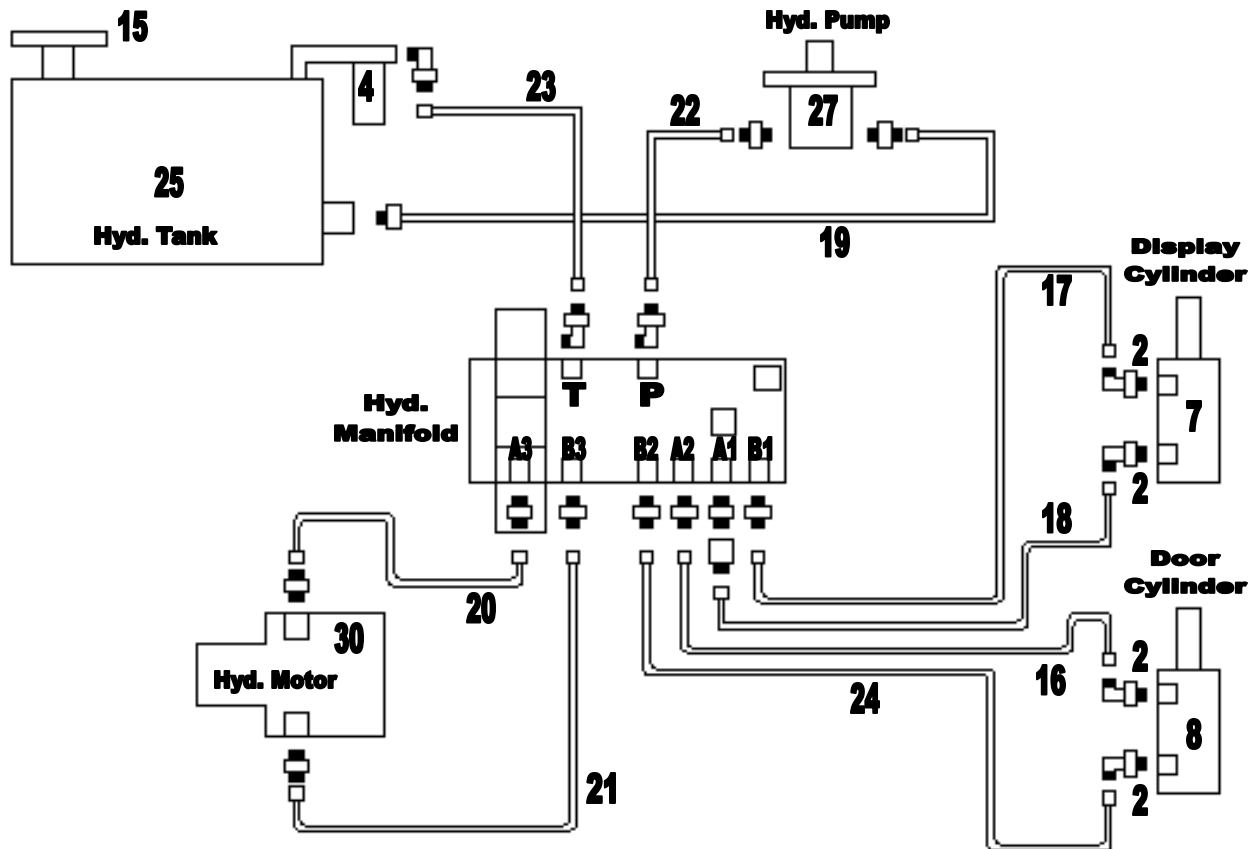 15
Hyd. Pump
4
23
22
27
25
Hyd. Tank
19
Display
Cylinder
17
2
7
2
T
P
Hyd.
Manifold
A3
B3
B2
A2
A1
B1
18
Door
Cylinder
20
30
Hyd. Motor
2
16
24
8
2
21